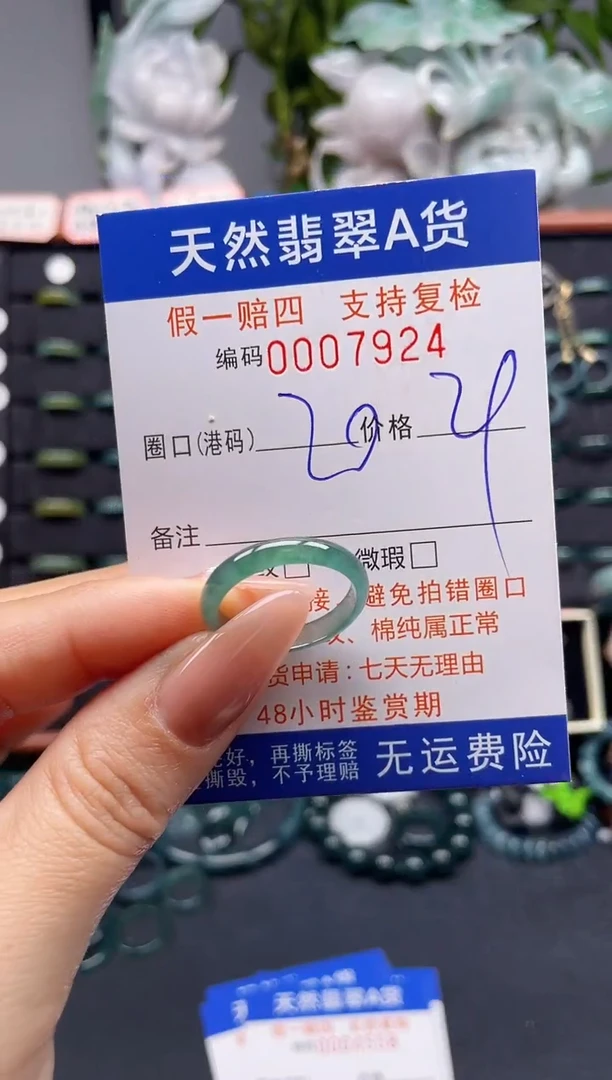 天然翡翠A货
假一赔四 支持复检
编码0007924
圈口(港码) 20 价格
备注
微瑕□
接 避免拍错圈口
、棉纯属正常
货申请:七天无理由
48小时鉴赏期
好，再撕标签
撕毁，不予理赔
无运费险
天然翡翠A货